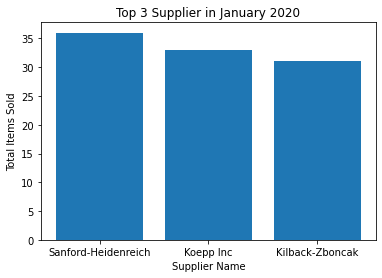 Top 3 Supplier in January 2020
Total Items Sold
35
30
25
20
15
10
5
0
Sanford-Heidenreich Koepp Inc Kilback-Zboncak
Supplier Name